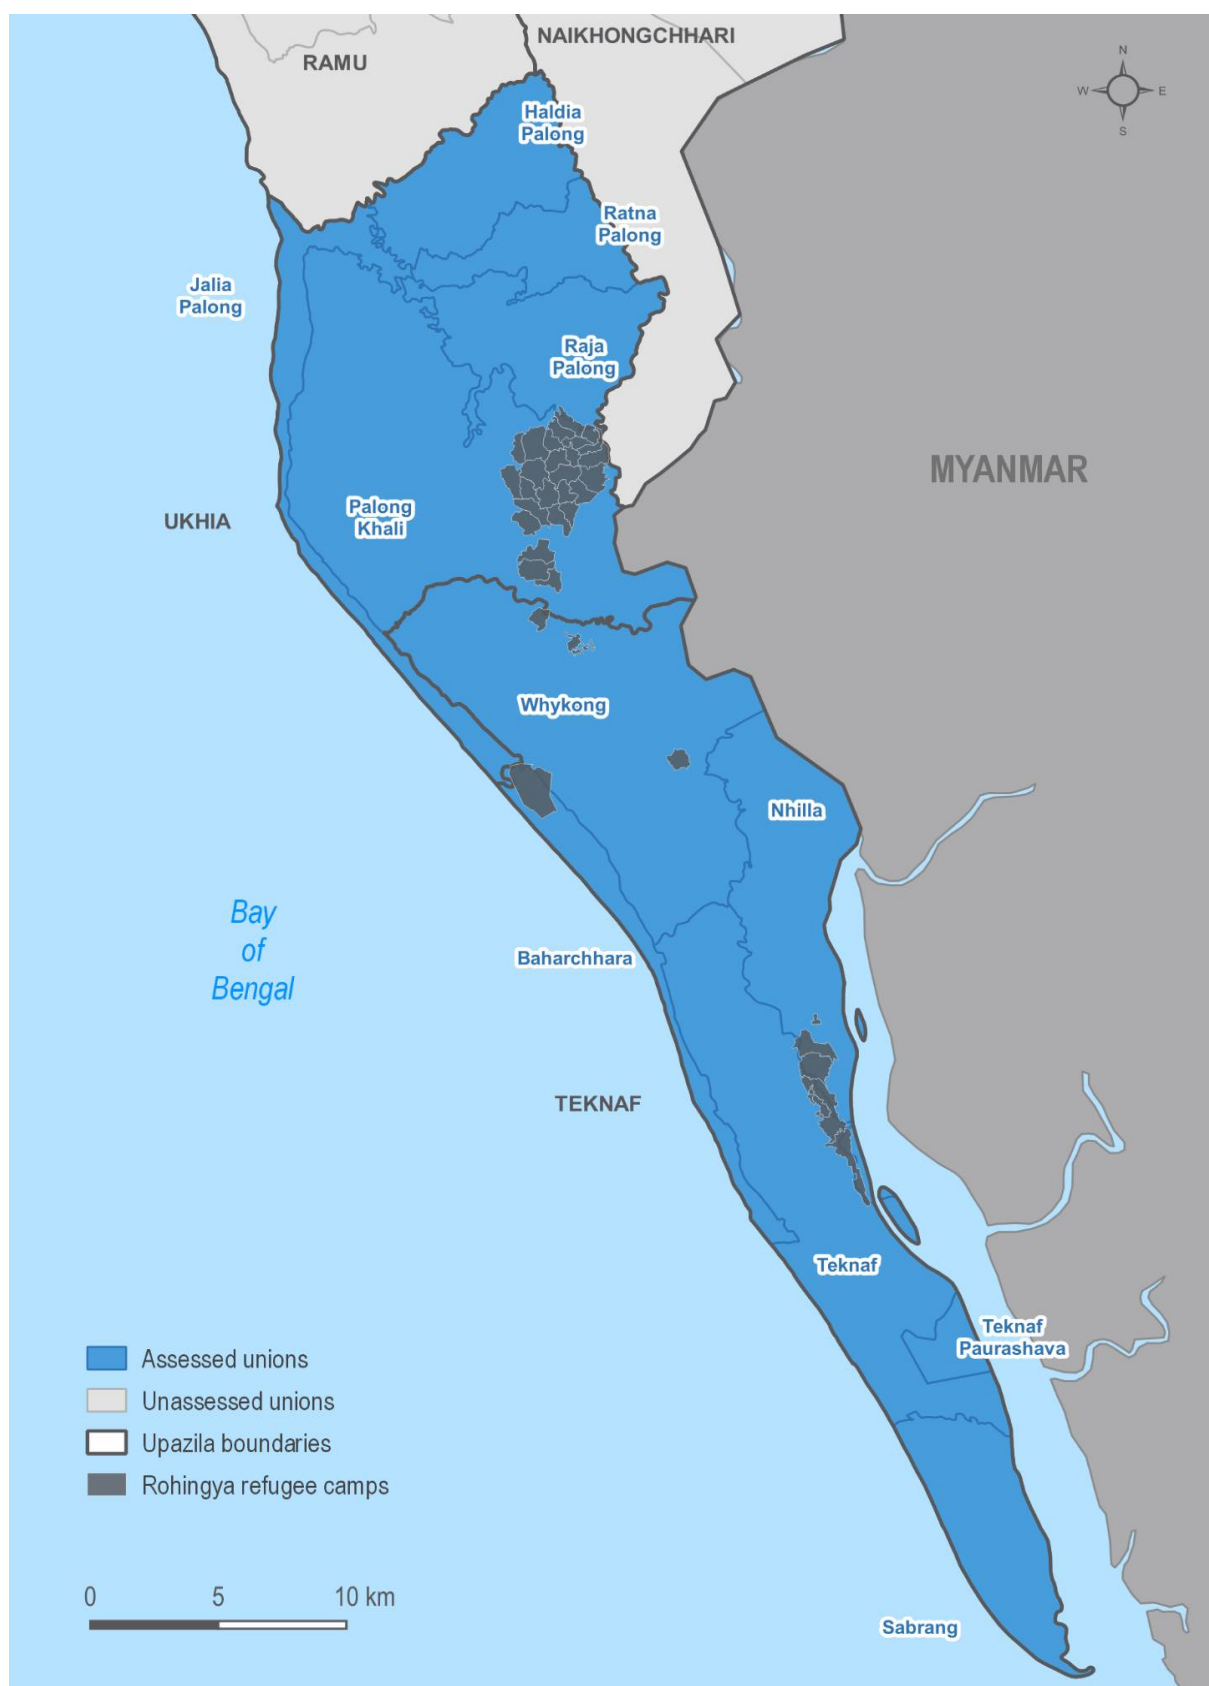 NAIKHONGCHHARI
RAMU
N
W
E
S
Haldia
Palong
Ratna
Palong
Jalia
Palong
Raja
Palong
MYANMAR
Palong
Khali
UKHIA
Whykong
Nhilla
Bay
of
Bengal
Baharchhara
TEKNAF
Teknaf
Teknaf
Paurashava
Assessed unions
Unassessed unions
Upazila boundaries
Rohingya refugee camps
0 5 10 km
Sabrang